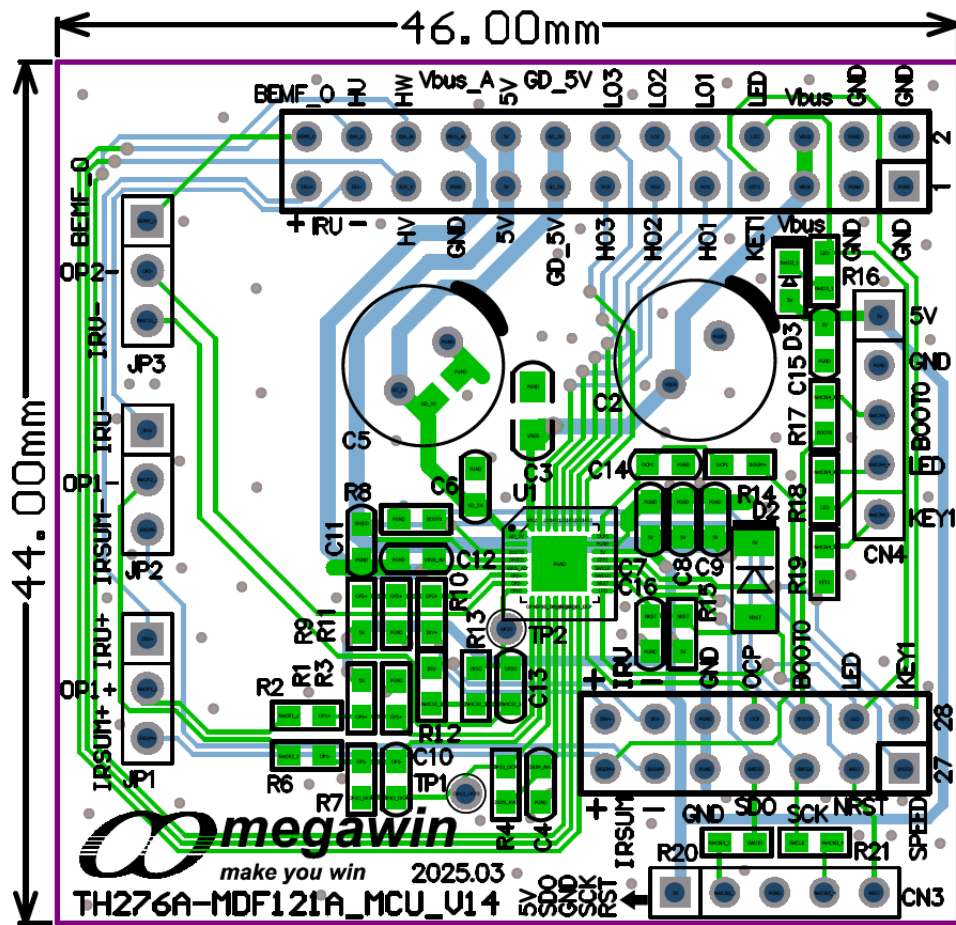 46.00mm
44.00mm
BEMF_O HU HW Vbus_A 5V GD_5V LO3 LO2 LO1 LED Vbus GND GND
2
1
+ IRU - HV GND 5V GD_5V HO3 HO2 HO1 KET1 Vbus GND GND
BEMF_O
OP2-
IRV-
JP3
IRU-
OP1-
IRSUM-
JP2
IRU+
OP1+
IRSUM+
JP1
C5
C2
C3
D3
R16
C15
R17
R18
R19
5V
GND
BOOT0
LED
KEY1
CN4
C6
U1
C14
R14
D2
R8
C11
C12
C7
C16
C8
C9
R15
R9
R11
R10
R13
TP2
R1
R3
R2
R12
C13
R6
R7
C10
TP1
R4
C4
+ IRU - GND OCP BOOT0 LED KEY1
28
27
+ IRSUM - GND SDO SCK NRST SPEED
R20
R21
CN3
5V
SDO
GND
SCK
RST
megawin
make you win
2025.03
TH276A-MDF121A_MCU_V14